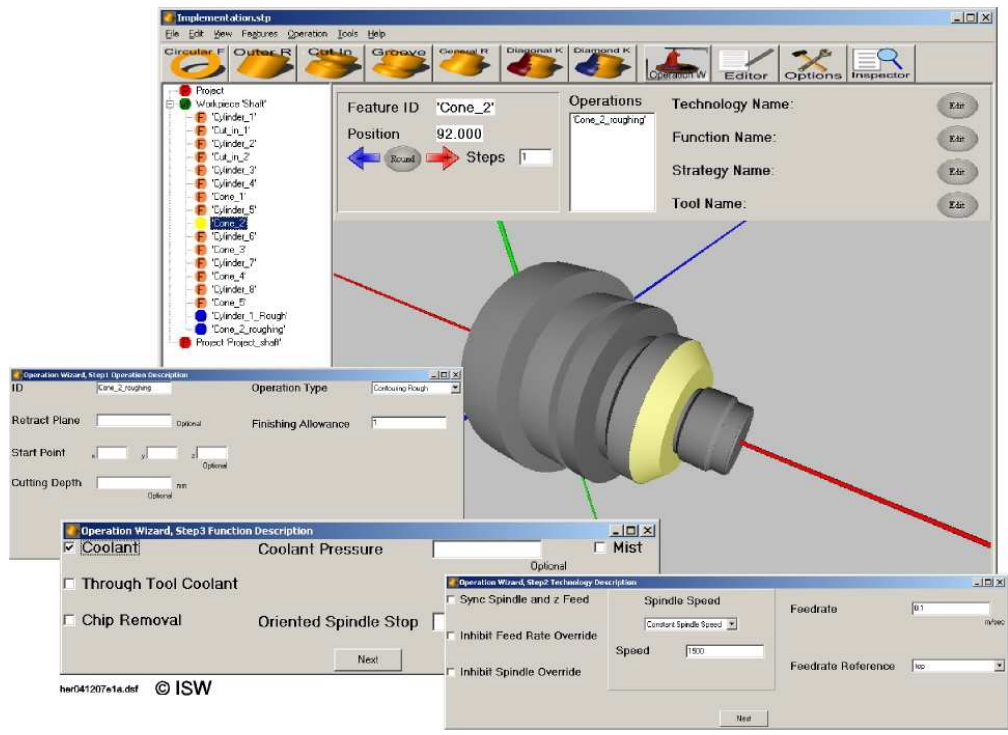 Implementation.stp
File Edit View Features Operation Tools Help
Circular F Outer R Cut In Groove General R Diagonal K Diamond K Operation W Editor Options Inspector
Project
Workpiece 'Shaft'
'Cylinder_1'
'Cut_in_1'
'Cylinder_2'
'Cut_in_2'
'Cylinder_3'
'Cylinder_4'
'Cone_1'
'Cylinder_5'
'Cone_2'
'Cylinder_6'
'Cone_3'
'Cylinder_7'
'Cone_4'
'Cylinder_8'
'Cone_5'
'Cylinder_1_Rough'
'Cone_2_roughing'
Project 'Project_shaft'
Feature ID 'Cone_2'
Position 92.000
Round Steps 1
Operations
'Cone_2_roughing'
Technology Name: Edit
Function Name: Edit
Strategy Name: Edit
Tool Name: Edit
Operation Wizard, Step1 Operation Description
ID Cone_2_roughing Operation Type Contouring Rough
Retract Plane Optional Finishing Allowance 1
Start Point x y z
Optional
Cutting Depth mm
Optional
Operation Wizard, Step3 Function Description
Coolant Coolant Pressure Mist
Optional
Through Tool Coolant
Chip Removal Oriented Spindle Stop
Next
Operation Wizard, Step2 Technology Description
Sync Spindle and z Feed Spindle Speed Feedrate 0.1
m/sec
Constant Spindle Speed
Inhibit Feed Rate Override
Speed 1500
Inhibit Spindle Override Feedrate Reference top
Next
her041207e1a.dsf © ISW